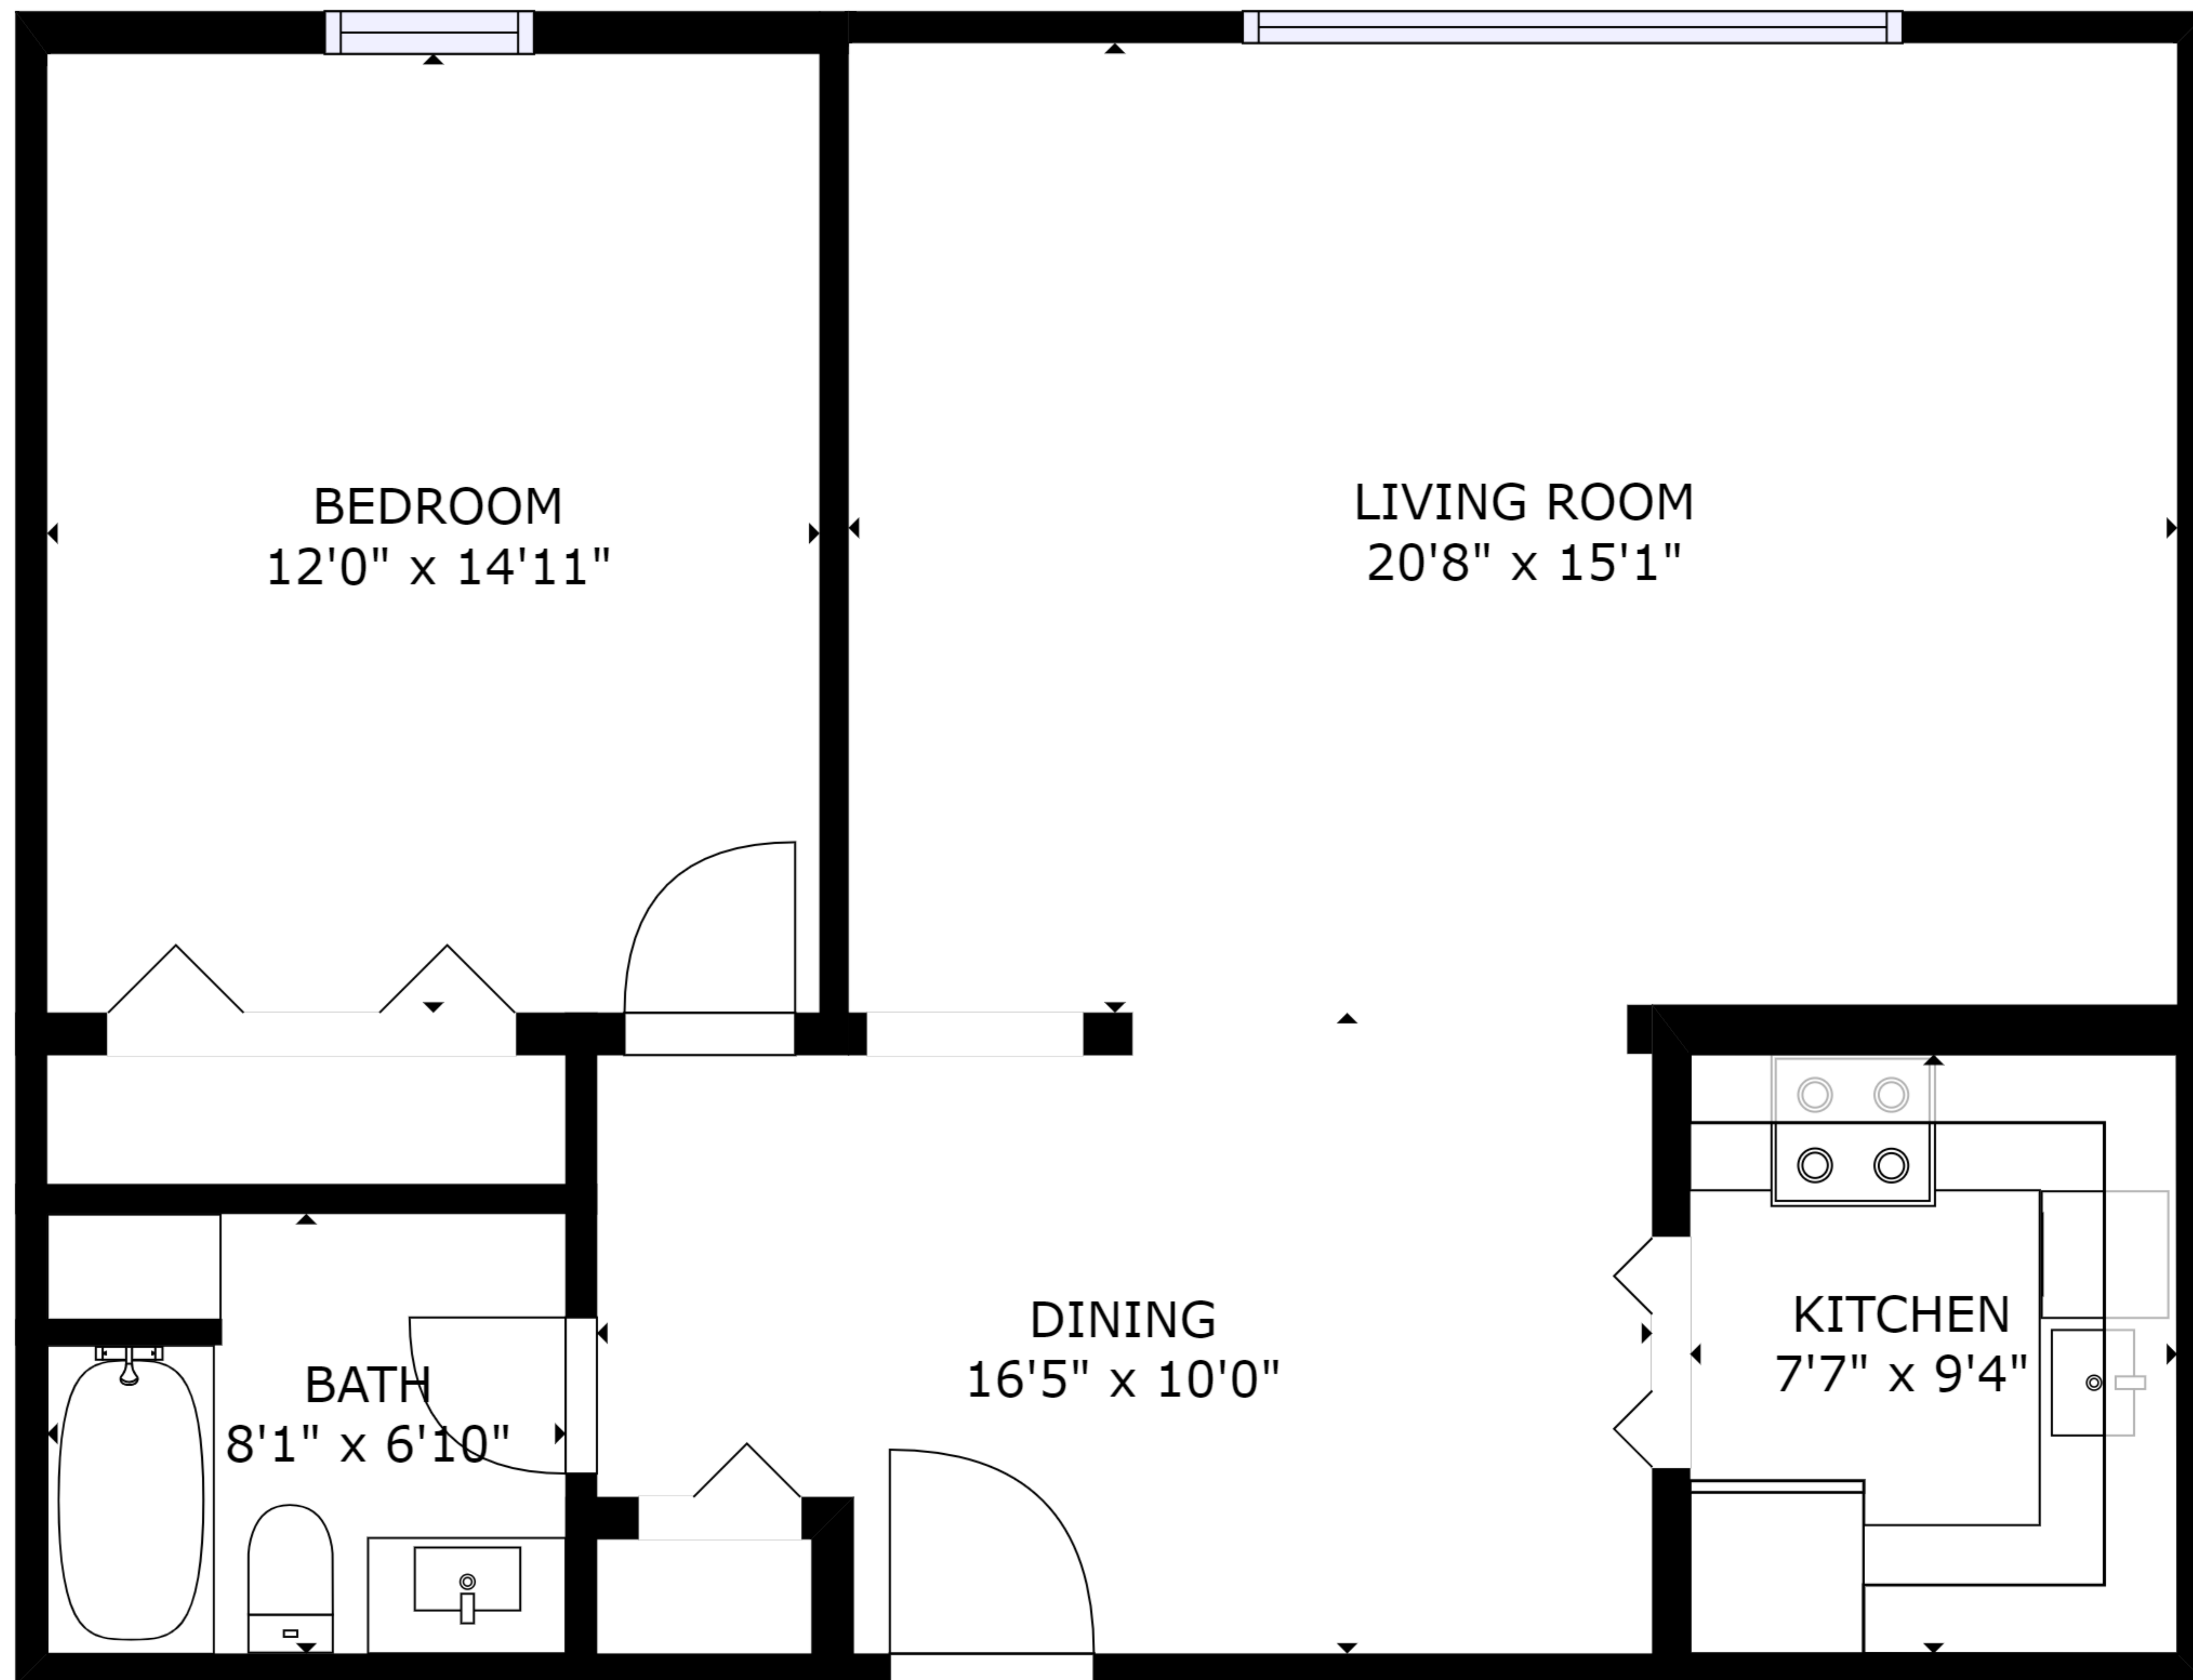 BEDROOM
12'0" x 14'11"
LIVING ROOM
20'8" x 15'1"
DINING
16'5" x 10'0"
KITCHEN
7'7" x 9'4"
BATH
8'1" x 6'10"